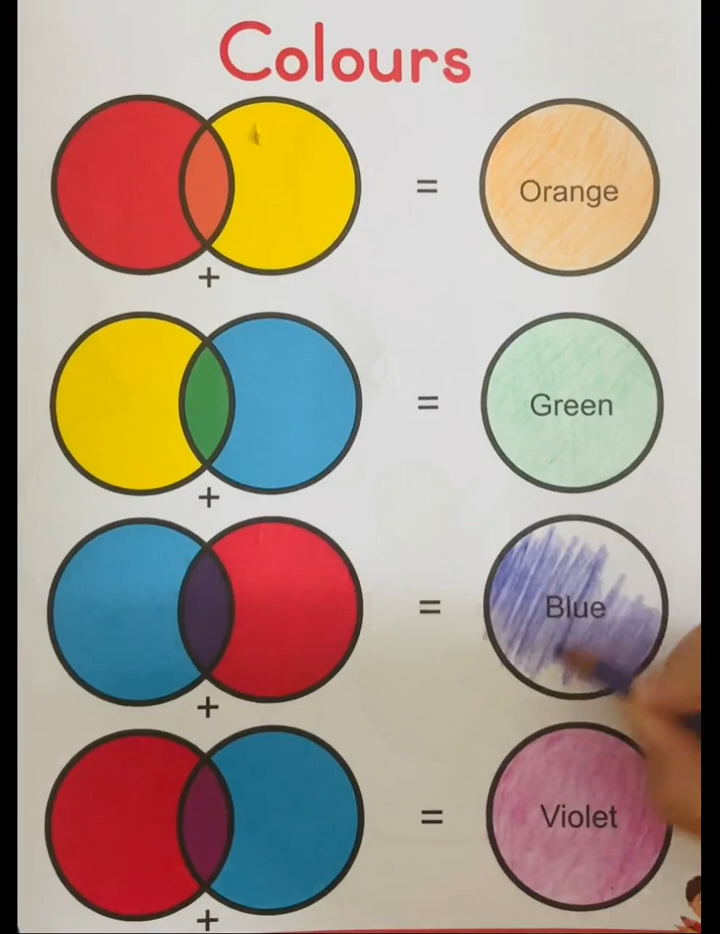 Colours
+ = Orange
+ = Green
+ = Blue
+ = Violet